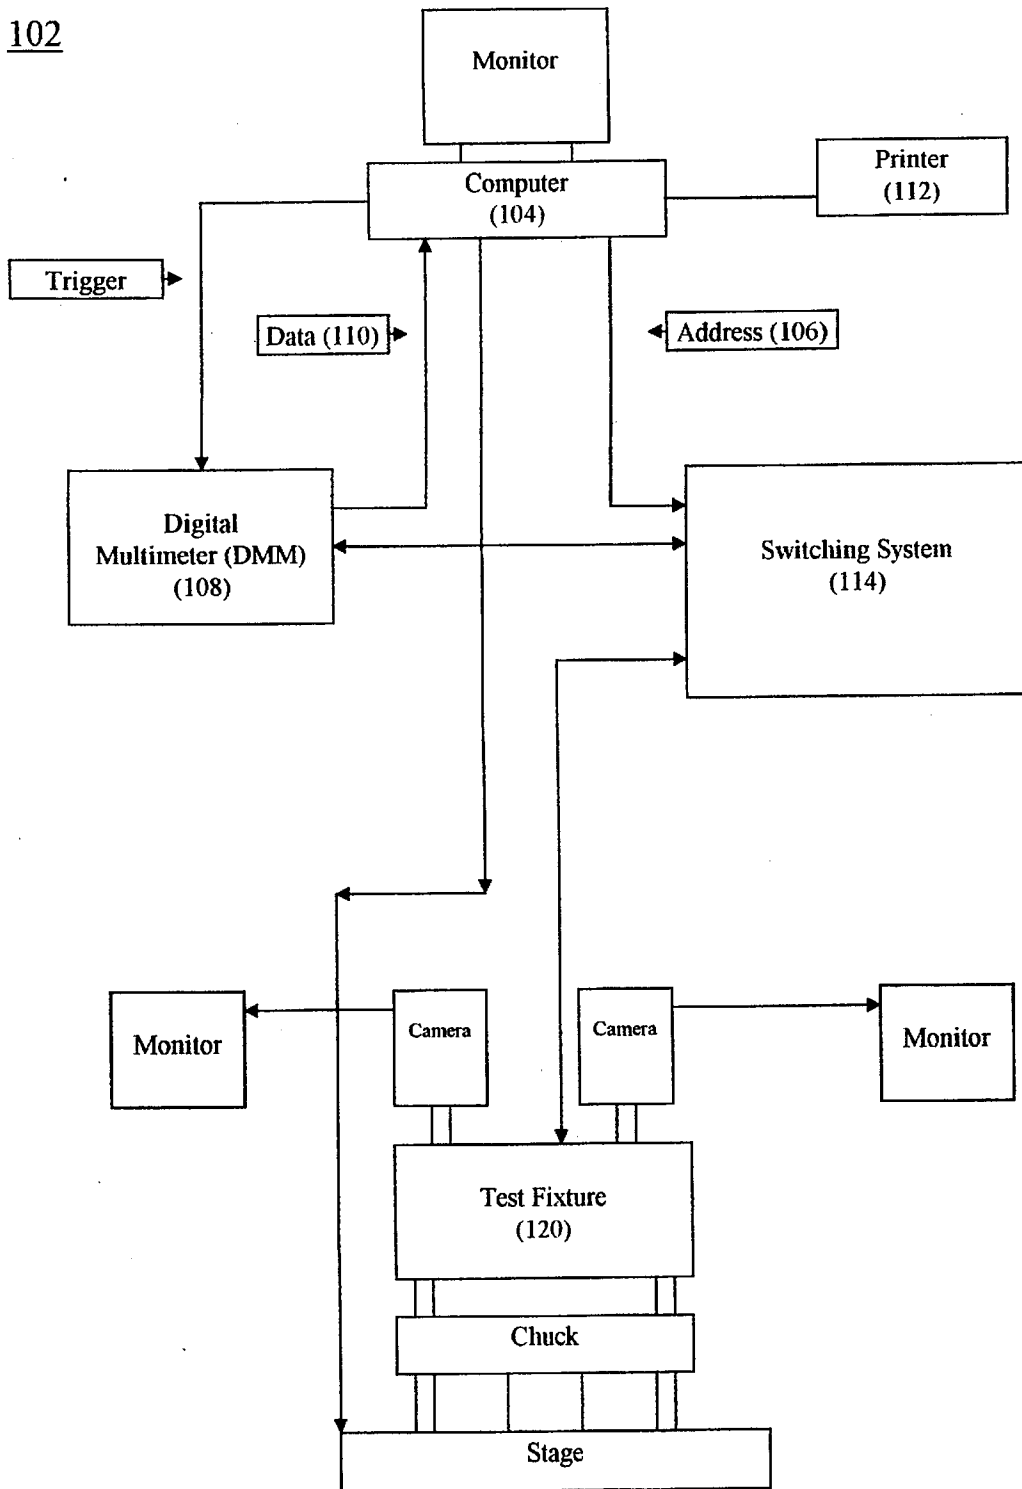 102
Monitor
Computer
(104)
Printer
(112)
Trigger
Data (110)
Address (106)
Digital
Multimeter (DMM)
(108)
Switching System
(114)
Monitor
Camera
Camera
Monitor
Test Fixture
(120)
Chuck
Stage